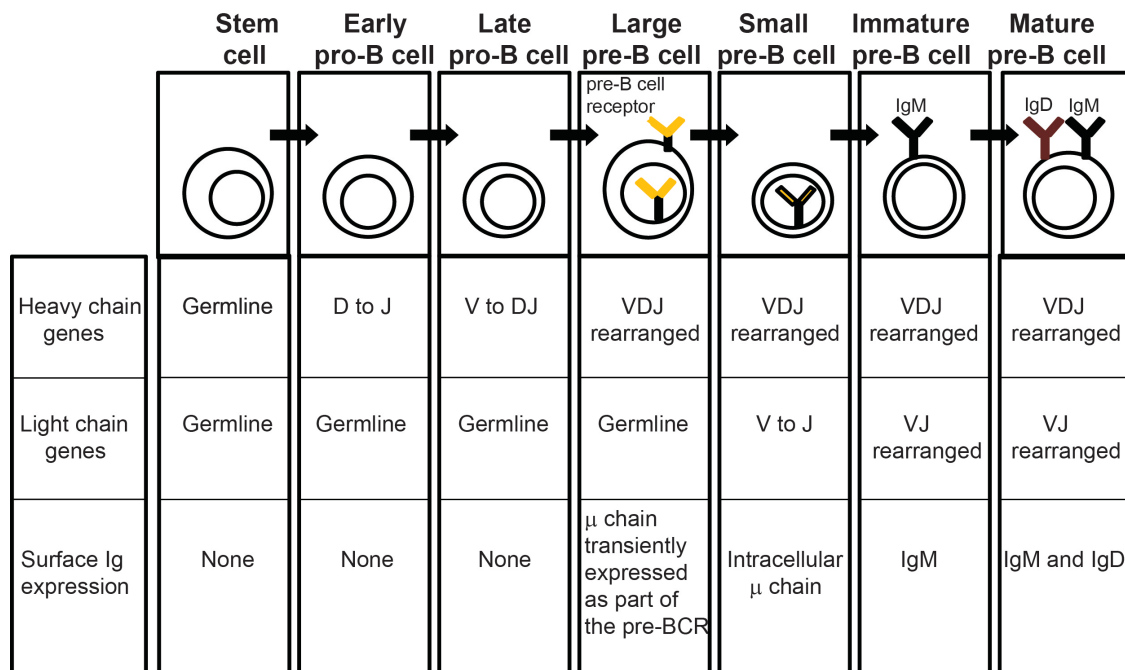 Stem
cell
Early
pro-B cell
Late
pro-B cell
Large
pre-B cell
Small
pre-B cell
Immature
pre-B cell
Mature
pre-B cell
pre-B cell
receptor
IgM
IgD
IgM
Heavy chain
genes
Germline
D to J
V to DJ
VDJ
rearranged
VDJ
rearranged
VDJ
rearranged
VDJ
rearranged
Light chain
genes
Germline
Germline
Germline
Germline
V to J
VJ
rearranged
VJ
rearranged
Surface Ig
expression
None
None
None
μ chain
transiently
expressed
as part of
the pre-BCR
Intracellular
μ chain
IgM
IgM and IgD